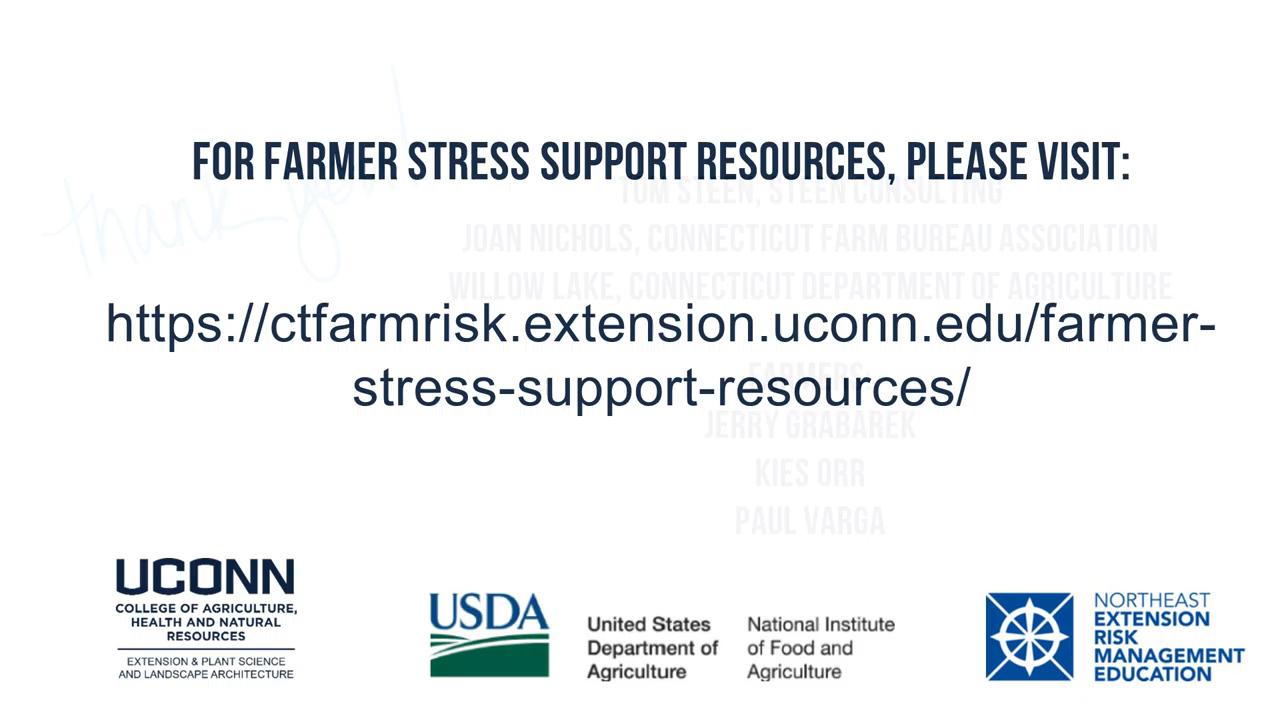 thank you!
FOR FARMER STRESS SUPPORT RESOURCES, PLEASE VISIT:
TOM STEEN, STEEN CONSULTING
JOAN NICHOLS, CONNECTICUT FARM BUREAU ASSOCIATION
WILLOW LAKE, CONNECTICUT DEPARTMENT OF AGRICULTURE
https://ctfarmrisk.extension.uconn.edu/farmer-
FARMERS:
stress-support-resources/
JERRY GRABAREK
KIES ORR
PAUL VARGA
UCONN
COLLEGE OF AGRICULTURE,
HEALTH AND NATURAL
RESOURCES
EXTENSION & PLANT SCIENCE
AND LANDSCAPE ARCHITECTURE
USDA
United States
Department of
Agriculture
National Institute
of Food and
Agriculture
NORTHEAST
EXTENSION
RISK
MANAGEMENT
EDUCATION